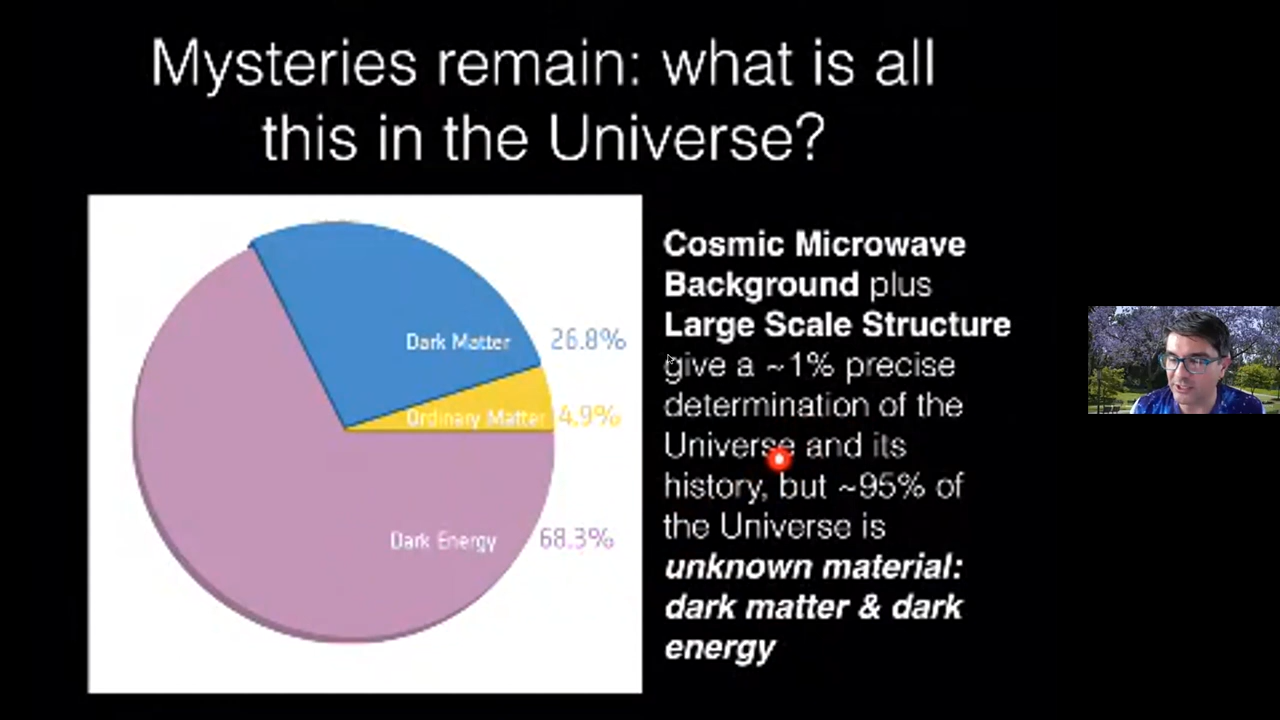 Mysteries remain: what is all
this in the Universe?
Dark Matter 26.8%
Ordinary Matter 4.9%
Dark Energy 68.3%
Cosmic Microwave
Background plus
Large Scale Structure
give a ~1% precise
determination of the
Universe and its
history, but ~95% of
the Universe is
unknown material:
dark matter & dark
energy